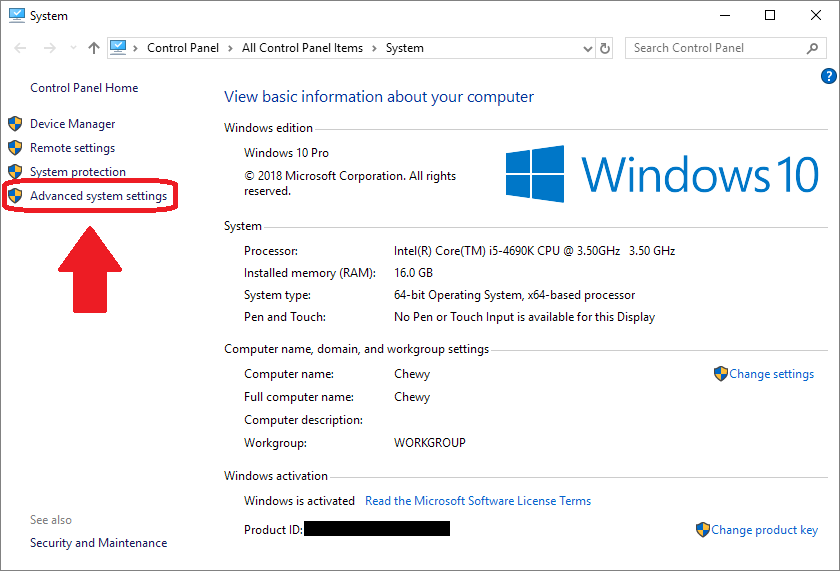 System
Control Panel > All Control Panel Items > System
Search Control Panel
?
Control Panel Home
Device Manager
Remote settings
System protection
Advanced system settings
See also
Security and Maintenance
View basic information about your computer
Windows edition
Windows 10 Pro
© 2018 Microsoft Corporation. All rights
reserved.
Windows 10
System
Processor: Intel(R) Core(TM) i5-4690K CPU @ 3.50GHz 3.50 GHz
Installed memory (RAM): 16.0 GB
System type: 64-bit Operating System, x64-based processor
Pen and Touch: No Pen or Touch Input is available for this Display
Computer name, domain, and workgroup settings
Computer name: Chewy
Change settings
Full computer name: Chewy
Computer description:
Workgroup: WORKGROUP
Windows activation
Windows is activated Read the Microsoft Software License Terms
Product ID:
Change product key